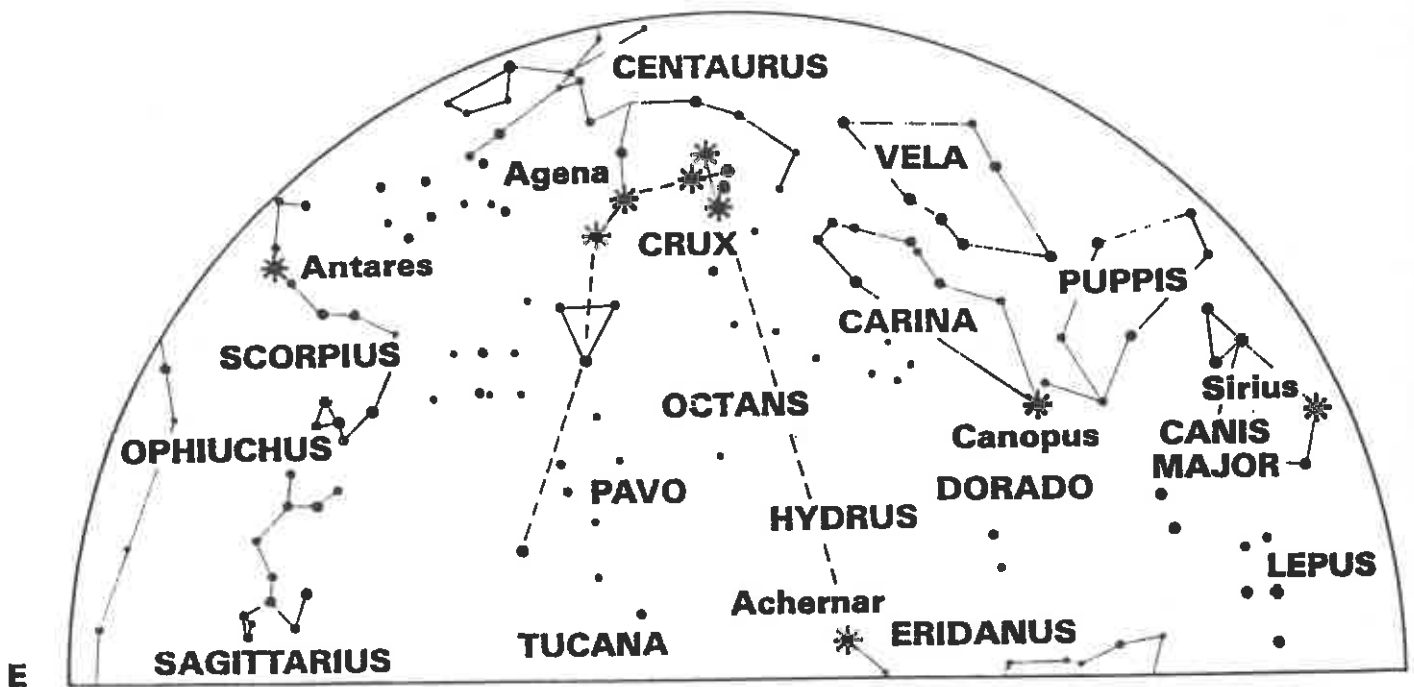 CENTAURUS
VELA
Agena
CRUX
Antares
PUPPIS
CARINA
SCORPIUS
Sirius
OCTANS
OPHIUCHUS
Canopus
CANIS
MAJOR
PAVO
DORADO
HYDRUS
LEPUS
Achernar
ERIDANUS
TUCANA
SAGITTARIUS
E